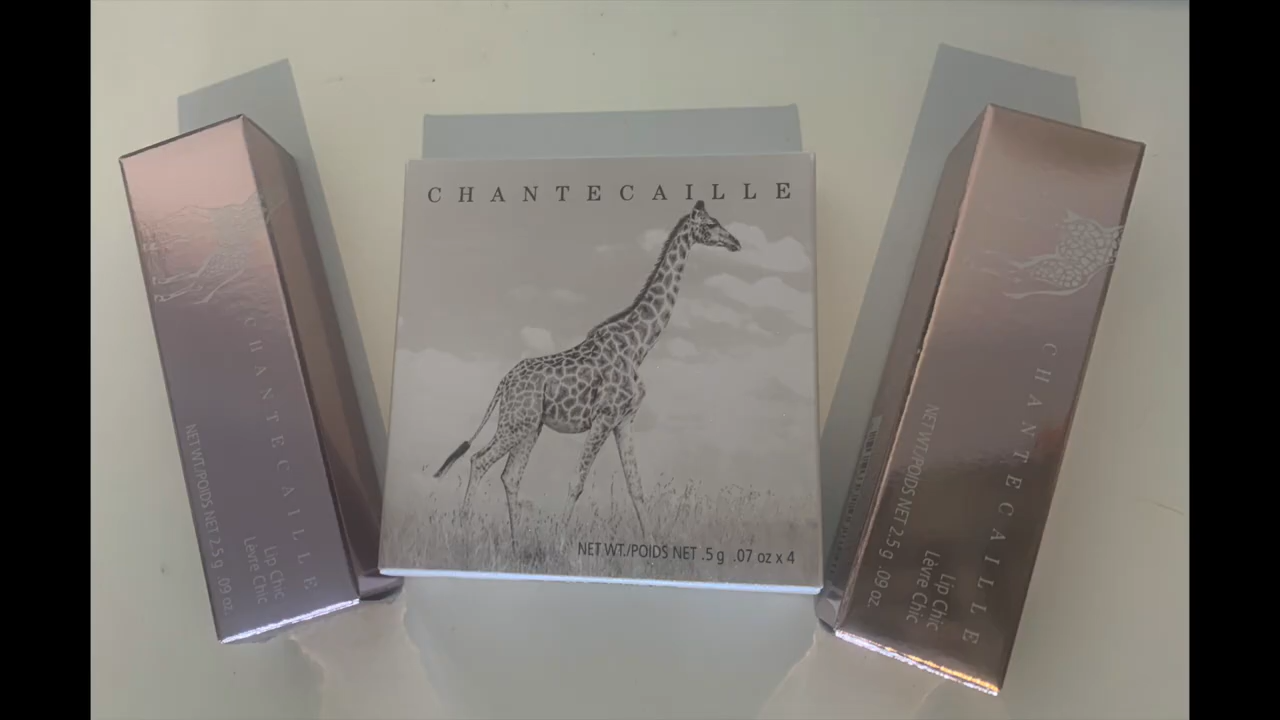 CHANTECAILLE
NET WT./POIDS NET 2.5 g .09 oz.
Lip Chic
Lèvre Chic
CHANTECAILLE
NET WT./POIDS NET .5 g .07 oz x 4
CHANTECAILLE
NET WT./POIDS NET 2.5 g .09 oz.
Lip Chic
Lèvre Chic